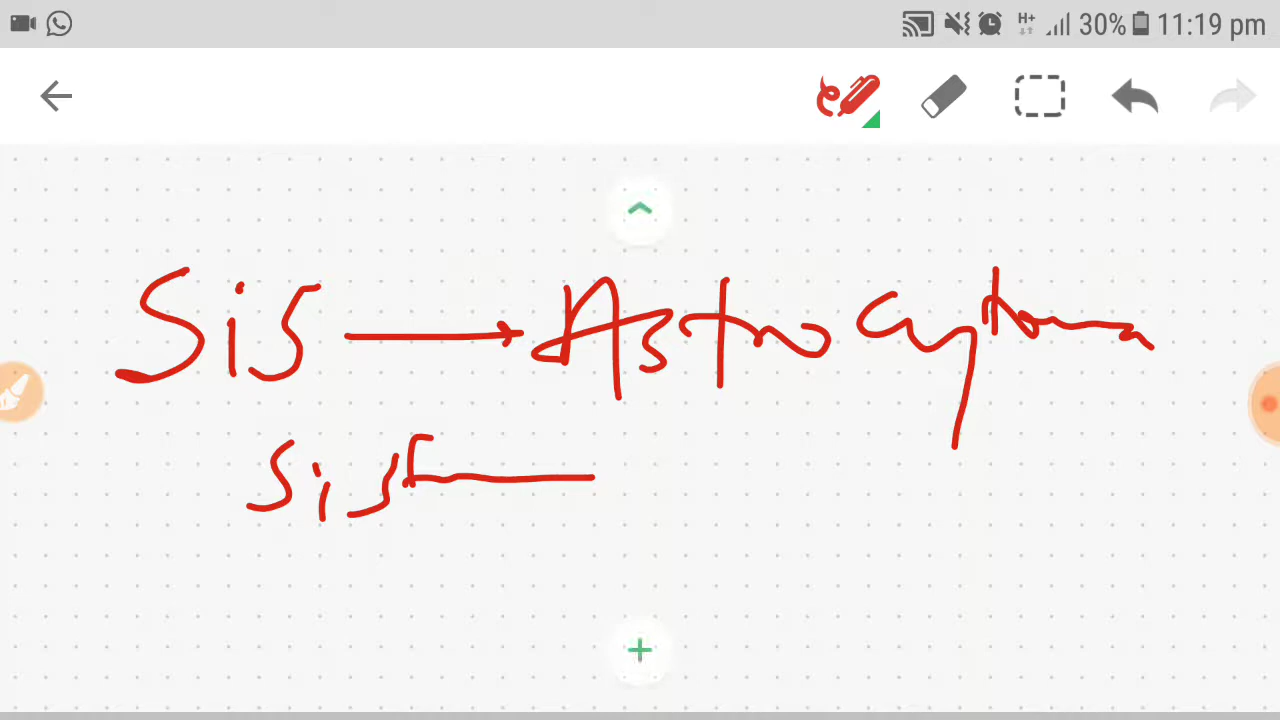 H+ 30% 11:19 pm
Sis → Astrocytoma
Sis